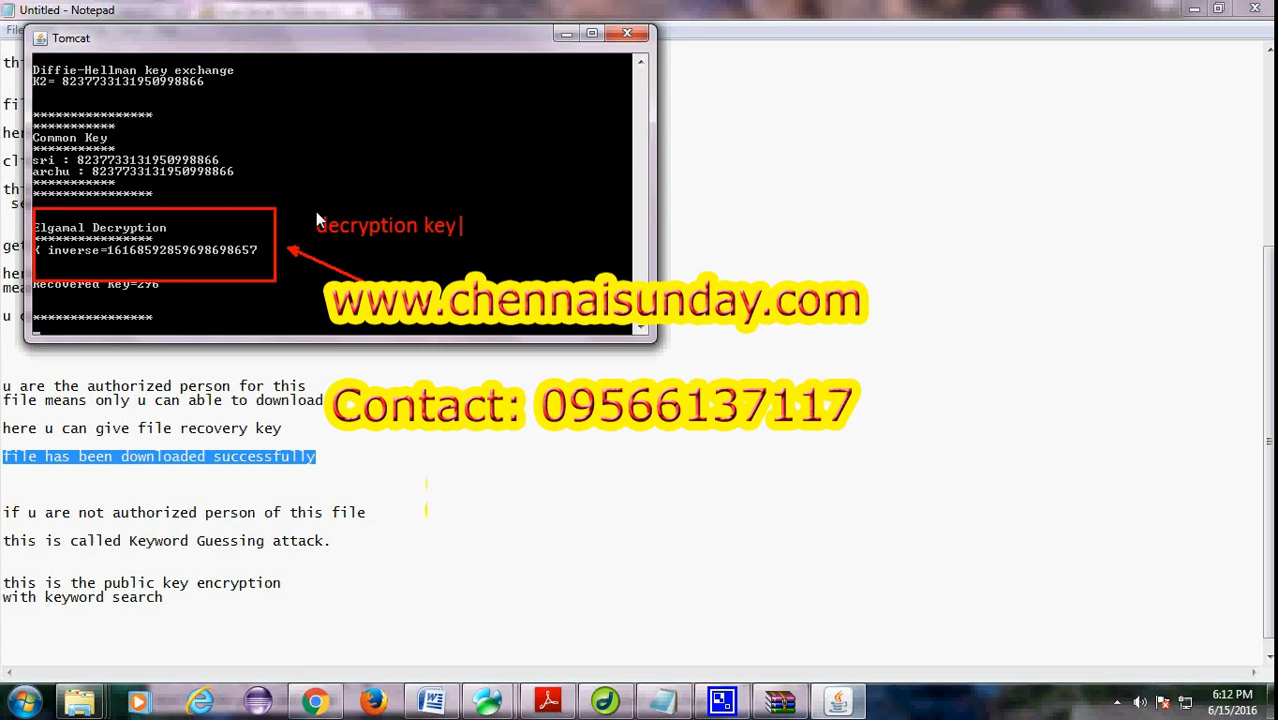 Untitled - Notepad
Tomcat
Diffie-Hellman key exchange
K2= 8237733131950998866
****************
***********
Common Key
***********
sri : 8237733131950998866
archu : 8237733131950998866
***********
****************
Elgamal Decryption
****************
K inverse=16168592859698698657
Recovered Key=296
****************
decryption key
www.chennaisunday.com
Contact: 09566137117
u are the authorized person for this
file means only u can able to download
here u can give file recovery key
file has been downloaded successfully
if u are not authorized person of this file
this is called Keyword Guessing attack.
this is the public key encryption
with keyword search
6:12 PM
6/15/2016